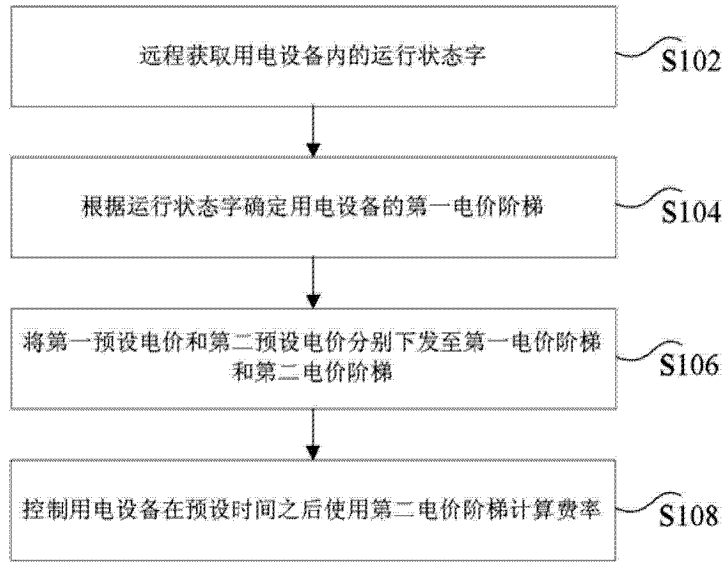 远程获取用电设备内的运行状态字
S102
根据运行状态字确定用电设备的第一电价阶梯
S104
将第一预设电价和第二预设电价分别下发至第一电价阶梯
和第二电价阶梯
S106
控制用电设备在预设时间之后使用第二电价阶梯计算费率
S108